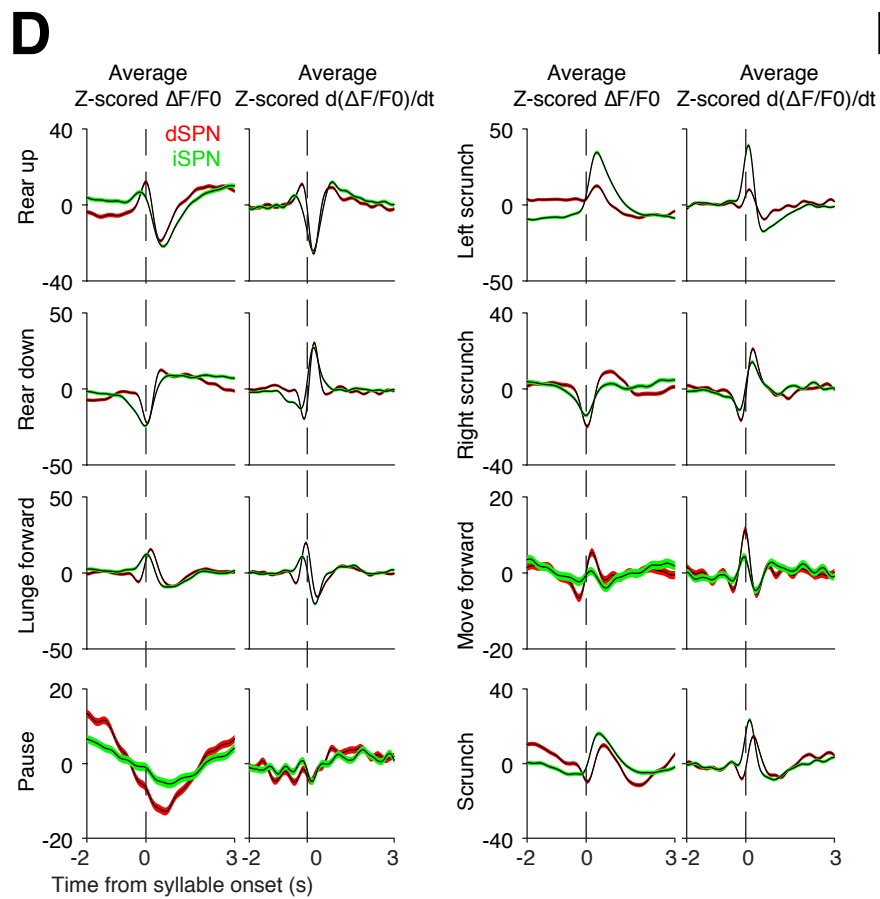 D
Average
Z-scored ΔF/F0
Average
Z-scored d(ΔF/F0)/dt
Average
Z-scored ΔF/F0
Average
Z-scored d(ΔF/F0)/dt
Rear up
40
0
-40
dSPN
iSPN
Left scrunch
50
0
-50
Rear down
50
0
-50
Right scrunch
40
0
-40
Lunge forward
50
0
-50
Move forward
20
0
-20
Pause
20
0
-20
Scrunch
40
0
-40
-2 0 3 -2 0 3
-2 0 3 -2 0 3
Time from syllable onset (s)